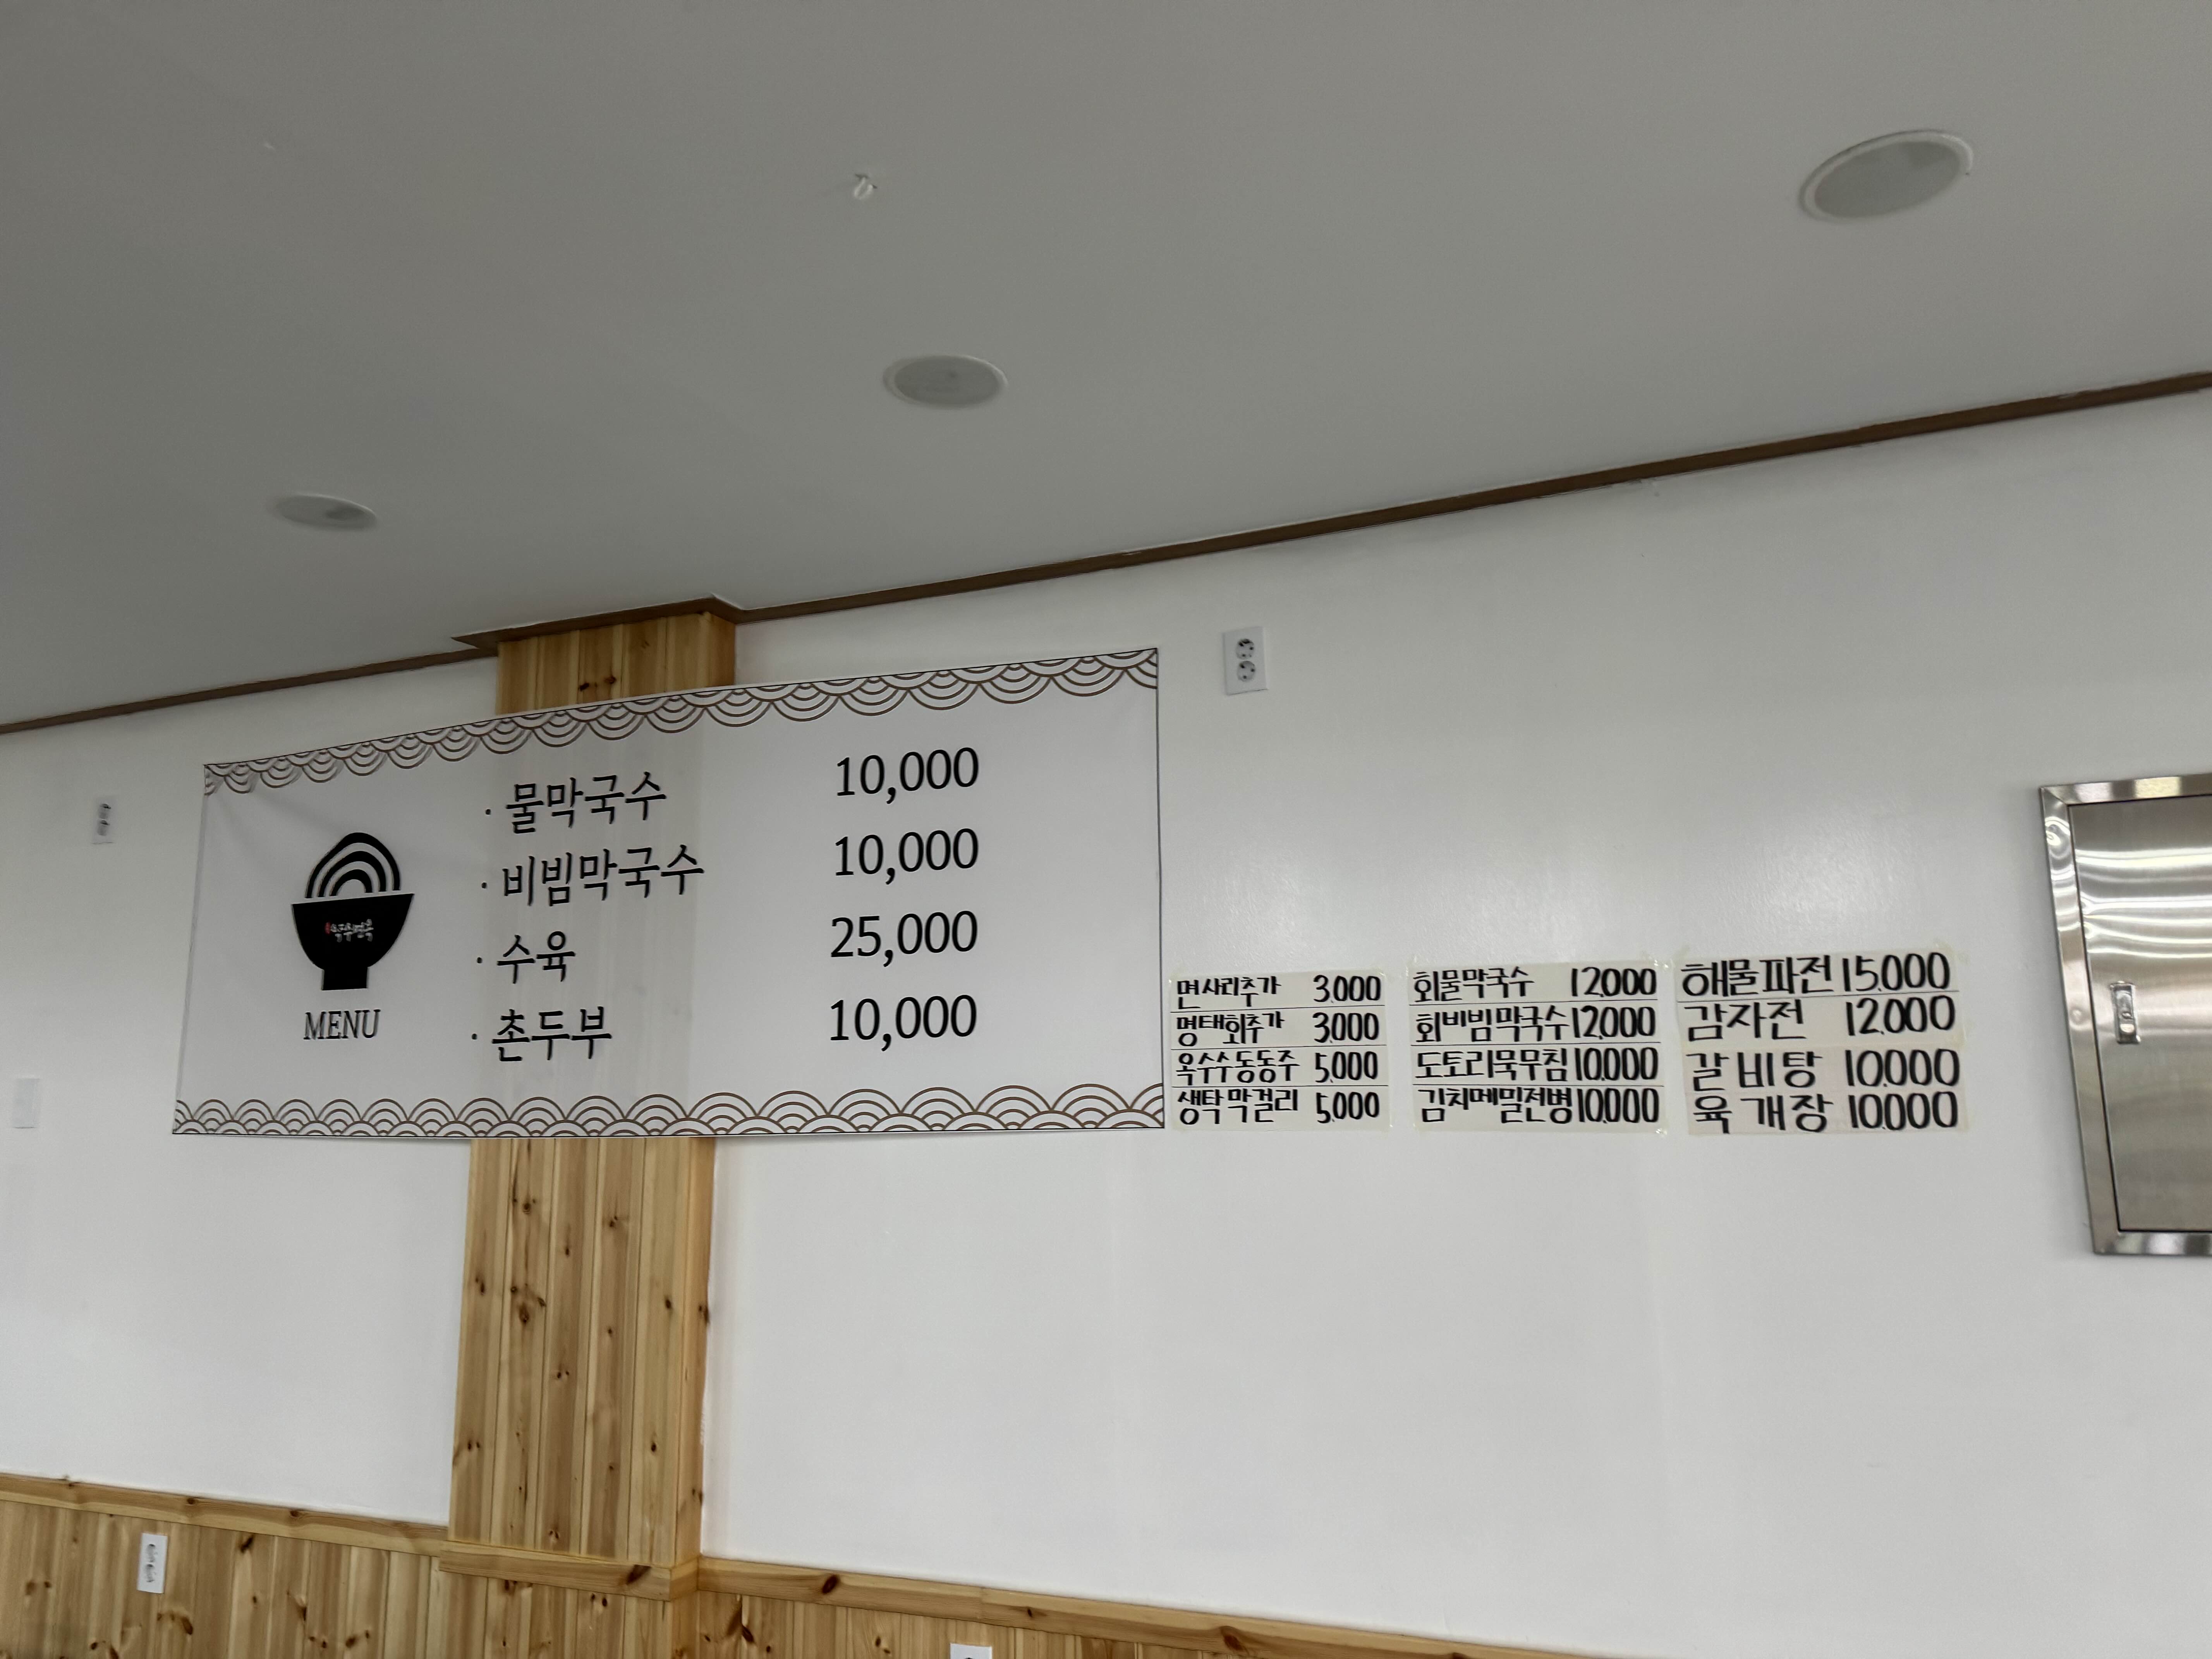 · 물막국수 10,000
· 비빔막국수 10,000
· 수육 25,000
· 촌두부 10,000
MENU
면사리추가 3,000
명태회추가 3,000
옥수수동동주 5,000
생탁막걸리 5,000
회물막국수 12,000
회비빔막국수 12,000
도토리묵무침 10,000
김치메밀전병 10,000
해물파전 15,000
감자전 12,000
갈비탕 10,000
육개장 10,000